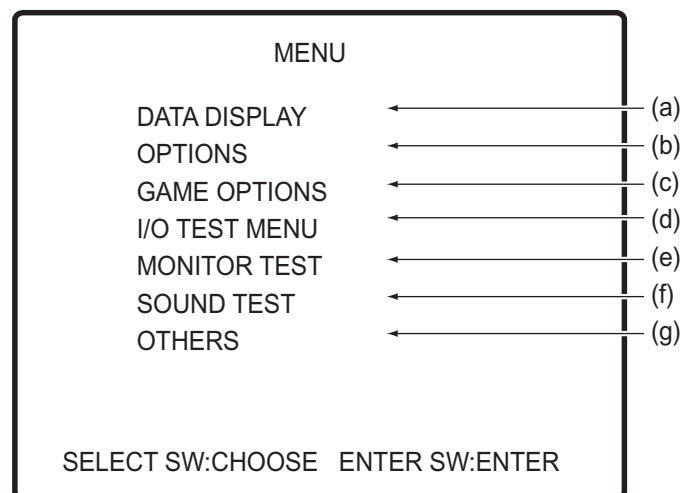 MENU
DATA DISPLAY (a)
OPTIONS (b)
GAME OPTIONS (c)
I/O TEST MENU (d)
MONITOR TEST (e)
SOUND TEST (f)
OTHERS (g)
SELECT SW:CHOOSE ENTER SW:ENTER